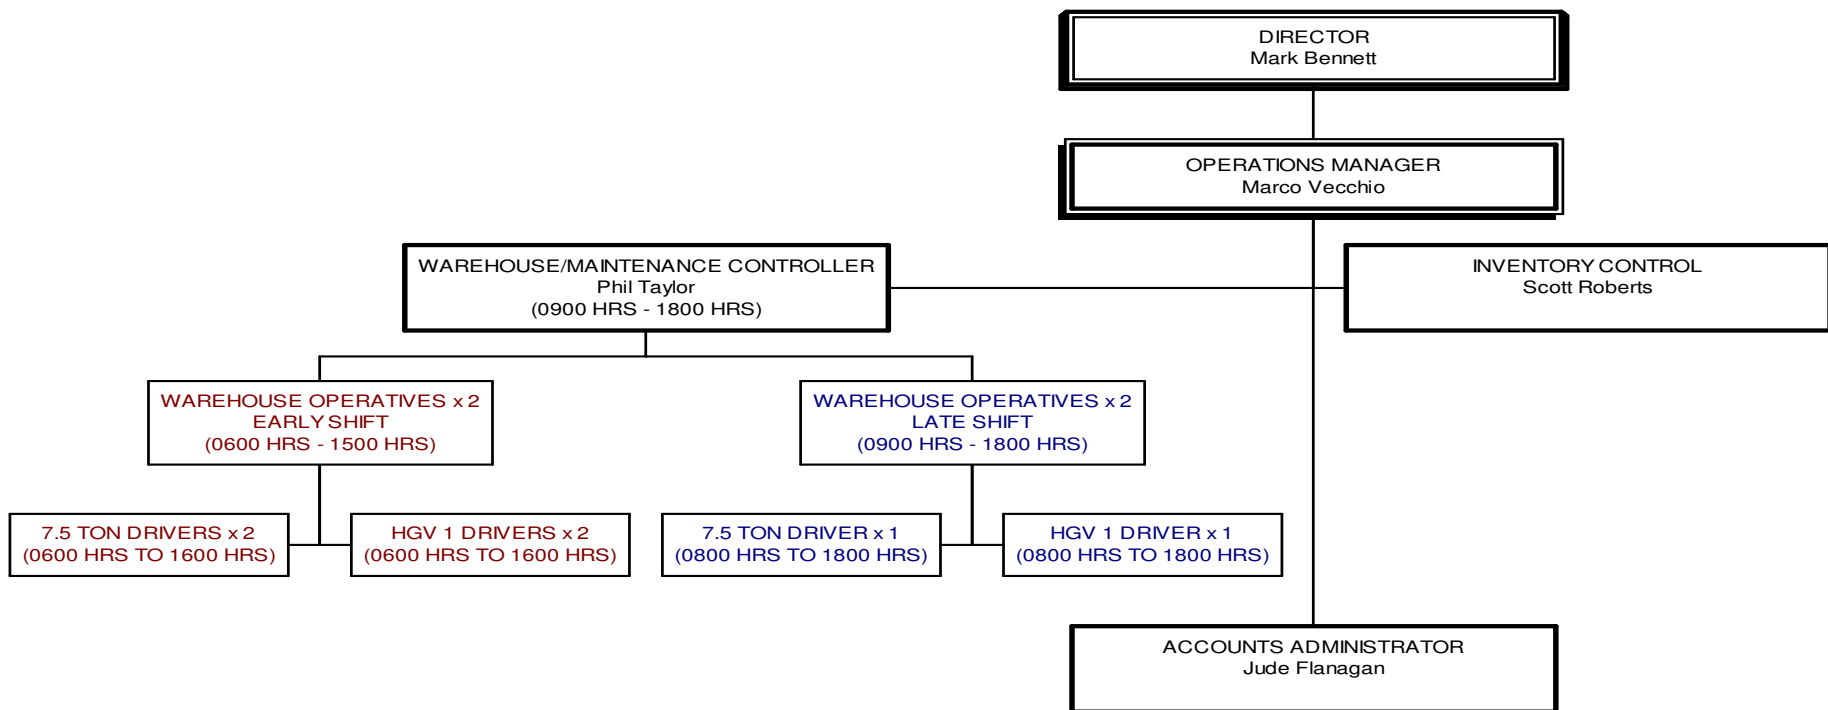 DIRECTOR
Mark Bennett
OPERATIONS MANAGER
Marco Vecchio
WAREHOUSE/MAINTENANCE CONTROLLER
Phil Taylor
(0900 HRS - 1800 HRS)
INVENTORY CONTROL
Scott Roberts
WAREHOUSE OPERATIVES x 2
EARLY SHIFT
(0600 HRS - 1500 HRS)
WAREHOUSE OPERATIVES x 2
LATE SHIFT
(0900 HRS - 1800 HRS)
7.5 TON DRIVERS x 2
(0600 HRS TO 1600 HRS)
HGV 1 DRIVERS x 2
(0600 HRS TO 1600 HRS)
7.5 TON DRIVER x 1
(0800 HRS TO 1800 HRS)
HGV 1 DRIVER x 1
(0800 HRS TO 1800 HRS)
ACCOUNTS ADMINISTRATOR
Jude Flanagan